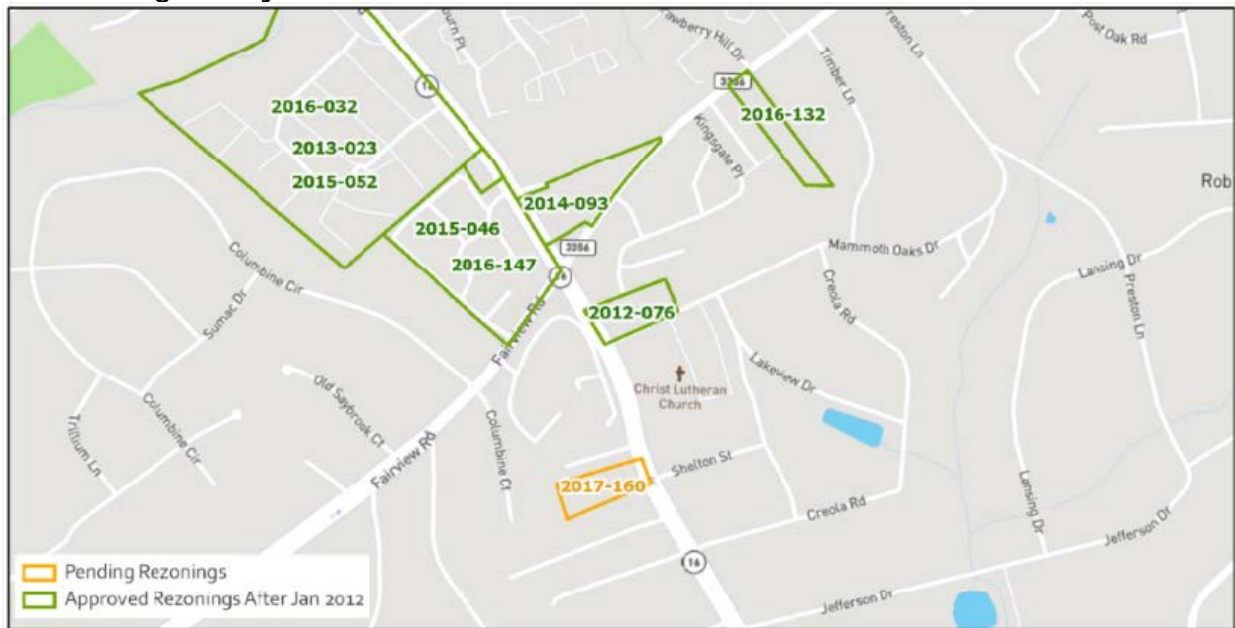 Post Oak Rd
Preston Ln
Timber Ln
3356
16
2016-132
2016-032
Kingsgate Pl
2013-023
2015-052
2014-093
2015-046
3356
2016-147
Mammoth Oaks Dr
Lansing Dr
Preston Ln
Columbine Cir
Sumac Dr
Fairview Rd
2012-076
Creola Rd
Lakeview Dr
Christ Lutheran
Church
Old Saybrook Ct
Columbine Ct
Trillium Ln
Columbine Cir
Fairview Rd
Shelton St
2017-160
Creola Rd
Lansing Dr
Jefferson Dr
16
Pending Rezonings
Approved Rezonings After Jan 2012
Jefferson Dr